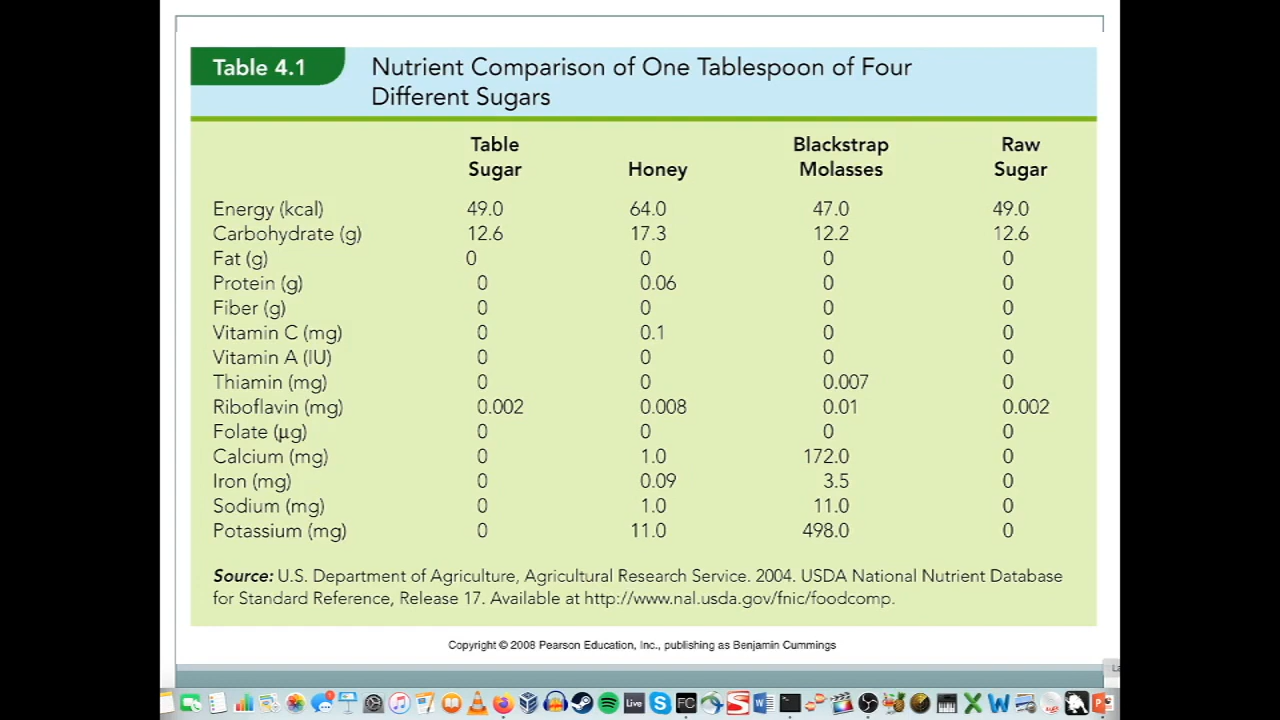 Table 4.1
Nutrient Comparison of One Tablespoon of Four
Different Sugars
Table Sugar Honey Blackstrap Molasses Raw Sugar
Energy (kcal) 49.0 64.0 47.0 49.0
Carbohydrate (g) 12.6 17.3 12.2 12.6
Fat (g) 0 0 0 0
Protein (g) 0 0.06 0 0
Fiber (g) 0 0 0 0
Vitamin C (mg) 0 0.1 0 0
Vitamin A (IU) 0 0 0 0
Thiamin (mg) 0 0 0.007 0
Riboflavin (mg) 0.002 0.008 0.01 0.002
Folate (µg) 0 0 0 0
Calcium (mg) 0 1.0 172.0 0
Iron (mg) 0 0.09 3.5 0
Sodium (mg) 0 1.0 11.0 0
Potassium (mg) 0 11.0 498.0 0
Source: U.S. Department of Agriculture, Agricultural Research Service. 2004. USDA National Nutrient Database
for Standard Reference, Release 17. Available at http://www.nal.usda.gov/fnic/foodcomp.
Copyright © 2008 Pearson Education, Inc., publishing as Benjamin Cummings
Live
FC